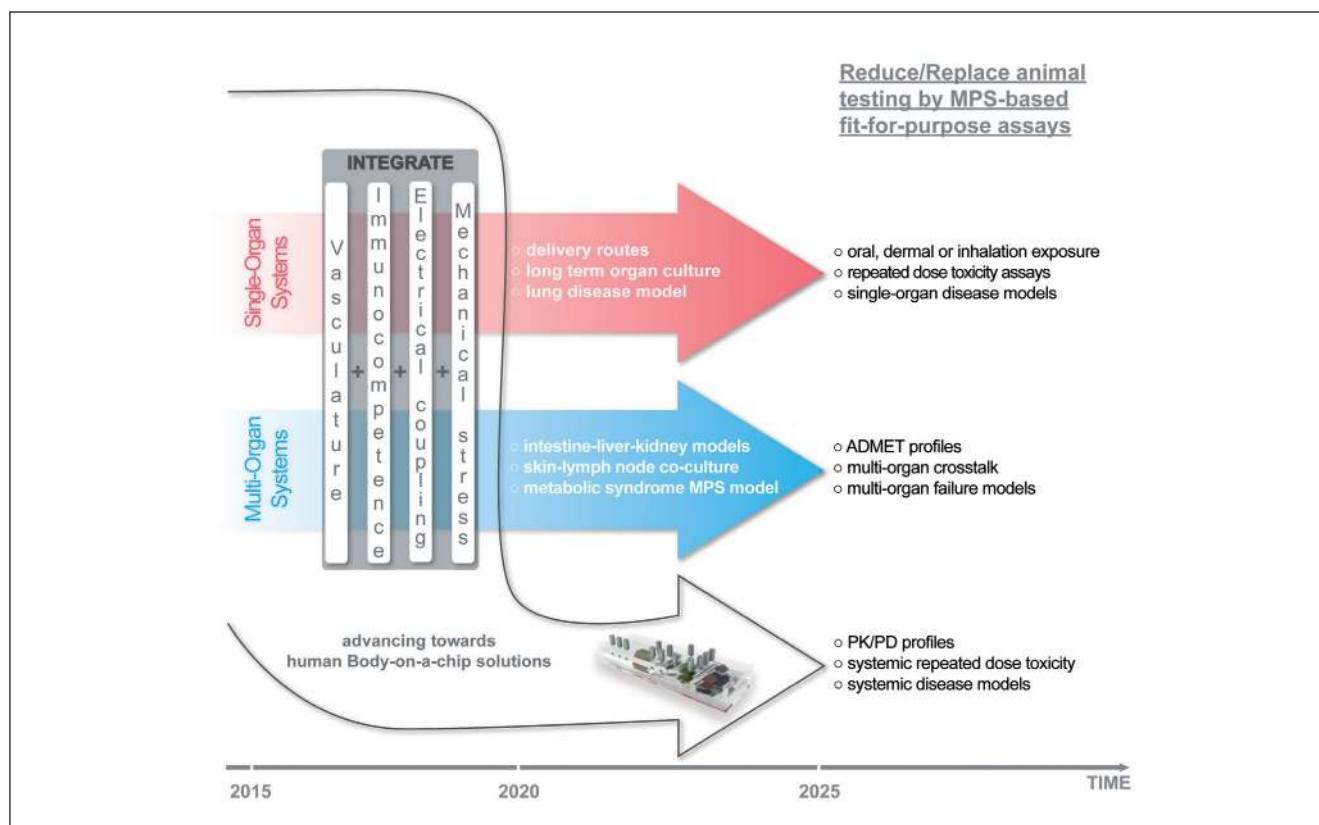 Reduce/Replace animal
testing by MPS-based
fit-for-purpose assays
INTEGRATE
Single-Organ
Systems
Multi-Organ
Systems
Vasculature
+
Immunocompetence
+
Electrical coupling
+
Mechanical stress
○ delivery routes
○ long term organ culture
○ lung disease model
○ oral, dermal or inhalation exposure
○ repeated dose toxicity assays
○ single-organ disease models
○ intestine-liver-kidney models
○ skin-lymph node co-culture
○ metabolic syndrome MPS model
○ ADMET profiles
○ multi-organ crosstalk
○ multi-organ failure models
advancing towards
human Body-on-a-chip solutions
○ PK/PD profiles
○ systemic repeated dose toxicity
○ systemic disease models
2015
2020
2025
TIME